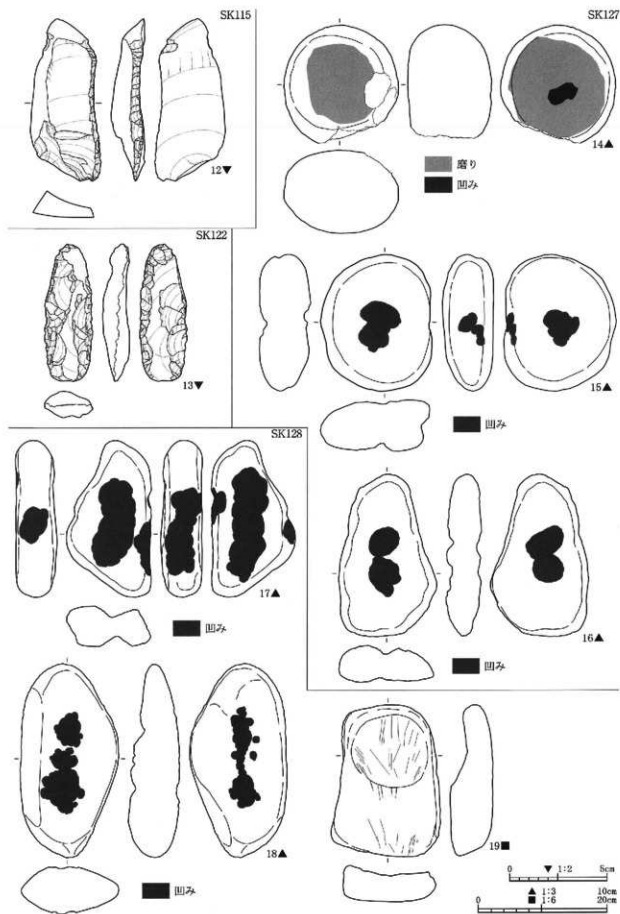 SK115
12▼
SK127
磨り
凹み
14▲
SK122
13▼
15▲
凹み
SK128
17▲
凹み
16▲
凹み
18▲
凹み
19■
0 ▼ 1:2 5cm
▲ 1:3 10cm
■ 1:6
0 20cm